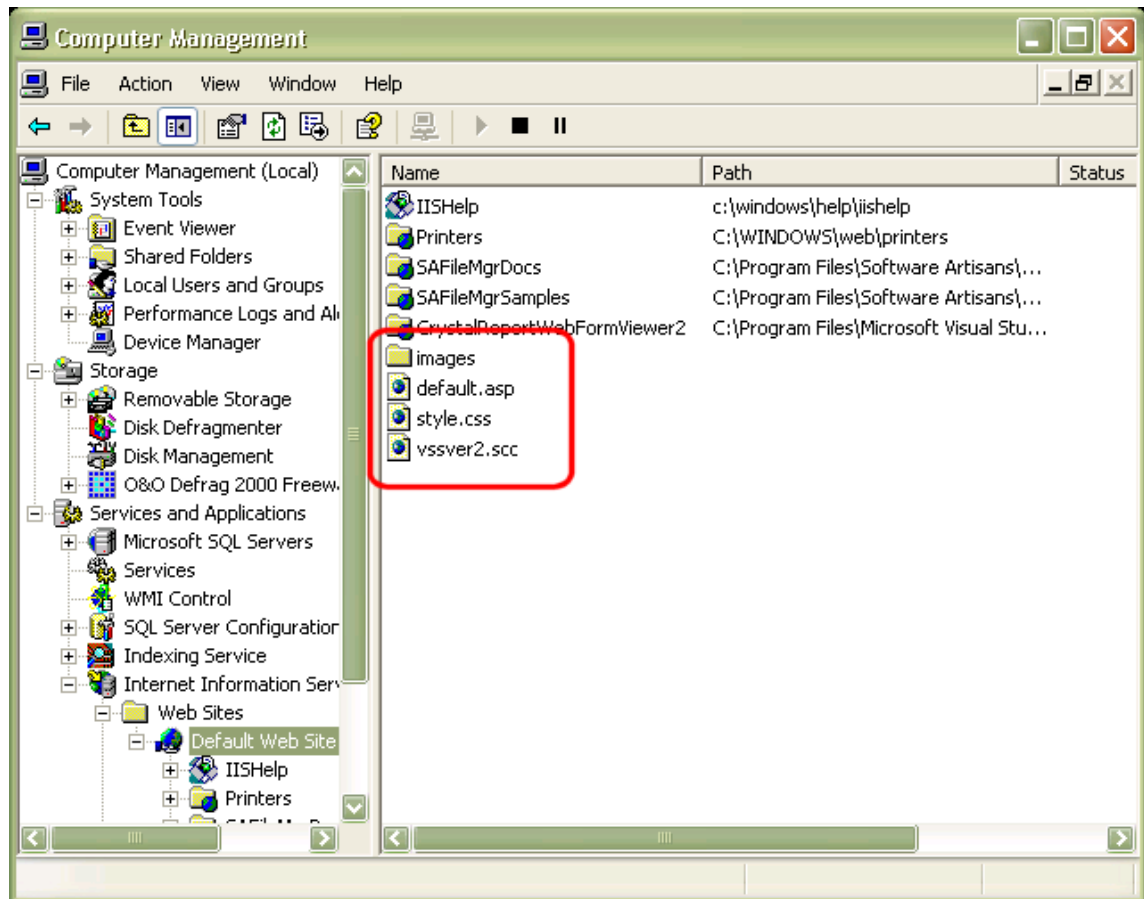 Computer Management
File Action View Window Help
Computer Management (Local)
System Tools
Event Viewer
Shared Folders
Local Users and Groups
Performance Logs and Al
Device Manager
Storage
Removable Storage
Disk Defragmenter
Disk Management
O&O Defrag 2000 Freew
Services and Applications
Microsoft SQL Servers
Services
WMI Control
SQL Server Configuration
Indexing Service
Internet Information Serv
Web Sites
Default Web Site
IISHelp
Printers
Name Path Status
IISHelp c:\windows\help\iishelp
Printers C:\WINDOWS\web\printers
SAFileMgrDocs C:\Program Files\Software Artisans\...
SAFileMgrSamples C:\Program Files\Software Artisans\...
CrystalReportWebFormViewer2 C:\Program Files\Microsoft Visual Stu...
images
default.asp
style.css
vssver2.scc